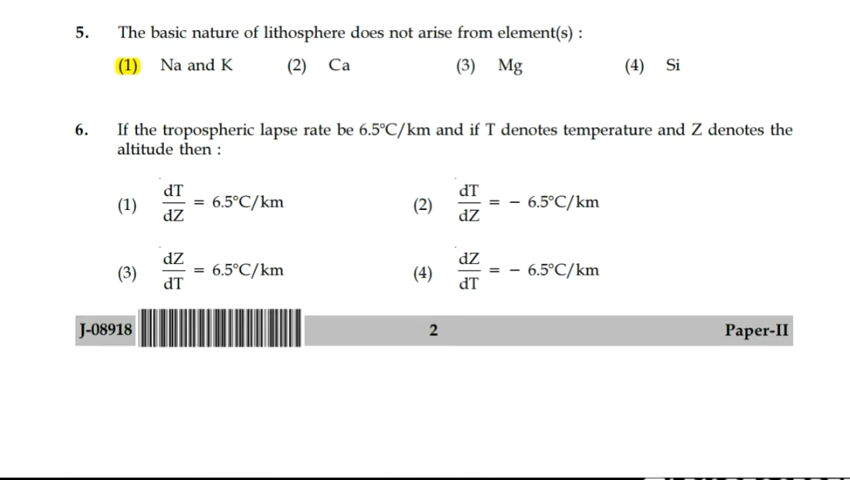 5. The basic nature of lithosphere does not arise from element(s) :
(1) Na and K (2) Ca (3) Mg (4) Si
6. If the tropospheric lapse rate be 6.5°C/km and if T denotes temperature and Z denotes the
altitude then :
(1) dT/dZ = 6.5°C/km (2) dT/dZ = − 6.5°C/km
(3) dZ/dT = 6.5°C/km (4) dZ/dT = − 6.5°C/km
J-08918 2 Paper-II